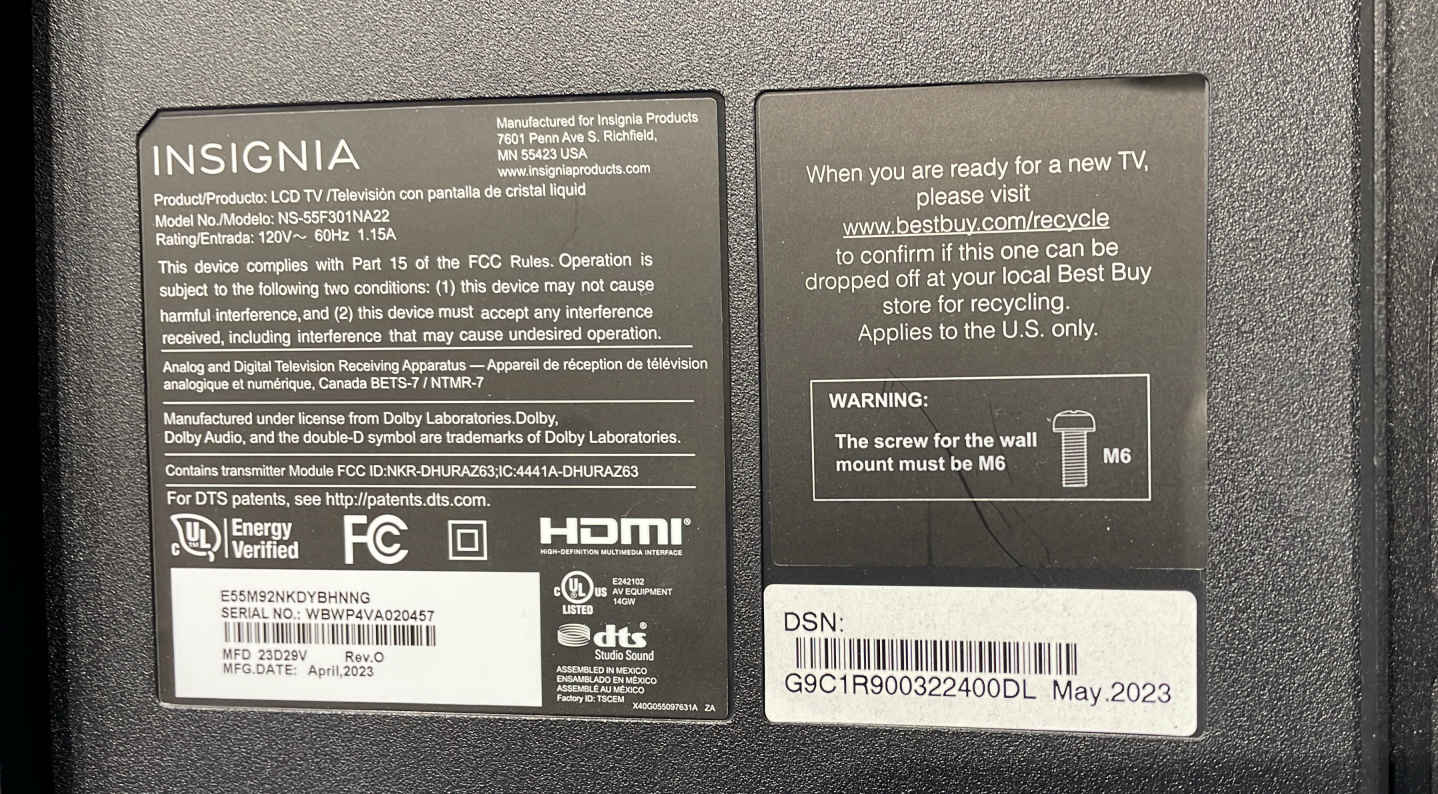 INSIGNIA
Manufactured for Insignia Products
7601 Penn Ave S. Richfield,
MN 55423 USA
www.insigniaproducts.com
Product/Producto: LCD TV /Televisión con pantalla de cristal liquid
Model No./Modelo: NS-55F301NA22
Rating/Entrada: 120V～ 60Hz 1.15A
This device complies with Part 15 of the FCC Rules. Operation is
subject to the following two conditions: (1) this device may not cause
harmful interference,and (2) this device must accept any interference
received, including interference that may cause undesired operation.
Analog and Digital Television Receiving Apparatus — Appareil de réception de télévision
analogique et numérique, Canada BETS-7 / NTMR-7
Manufactured under license from Dolby Laboratories.Dolby,
Dolby Audio, and the double-D symbol are trademarks of Dolby Laboratories.
Contains transmitter Module FCC ID:NKR-DHURAZ63;IC:4441A-DHURAZ63
For DTS patents, see http://patents.dts.com.
c UL ™ Energy
Verified
FC
HDMI®
HIGH-DEFINITION MULTIMEDIA INTERFACE
E55M92NKDYBHNNG
SERIAL NO.: WBWP4VA020457
MFD 23D29V Rev.O
MFG.DATE: April,2023
C UL US
LISTED
E242102
AV EQUIPMENT
14GW
dts®
Studio Sound
ASSEMBLED IN MEXICO
ENSAMBLADO EN MÉXICO
ASSEMBLÉ AU MÉXICO
Factory ID: TSCEM
X40G055097631A ZA
When you are ready for a new TV,
please visit
www.bestbuy.com/recycle
to confirm if this one can be
dropped off at your local Best Buy
store for recycling.
Applies to the U.S. only.
WARNING:
The screw for the wall
mount must be M6
M6
DSN:
G9C1R900322400DL May.2023